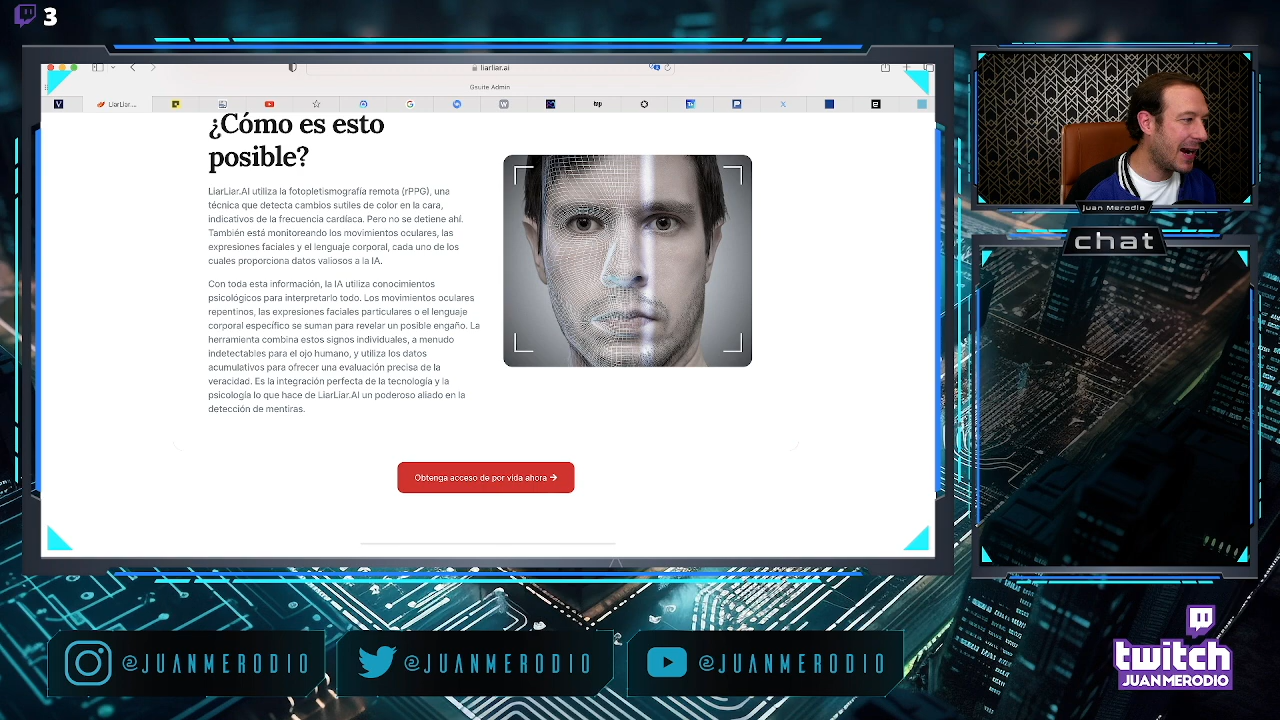 3
liarliar.ai
Gsuite Admin
LiarLiar....
tap
¿Cómo es esto
posible?
LiarLiar.AI utiliza la fotopletismografía remota (rPPG), una
técnica que detecta cambios sutiles de color en la cara,
indicativos de la frecuencia cardíaca. Pero no se detiene ahí.
También está monitoreando los movimientos oculares, las
expresiones faciales y el lenguaje corporal, cada uno de los
cuales proporciona datos valiosos a la IA.
Con toda esta información, la IA utiliza conocimientos
psicológicos para interpretarlo todo. Los movimientos oculares
repentinos, las expresiones faciales particulares o el lenguaje
corporal específico se suman para revelar un posible engaño. La
herramienta combina estos signos individuales, a menudo
indetectables para el ojo humano, y utiliza los datos
acumulativos para ofrecer una evaluación precisa de la
veracidad. Es la integración perfecta de la tecnología y la
psicología lo que hace de LiarLiar.AI un poderoso aliado en la
detección de mentiras.
Obtenga acceso de por vida ahora →
Juan Merodio
chat
@JUANMERODIO
@JUANMERODIO
@JUANMERODIO
twitch
JUAN MERODIO